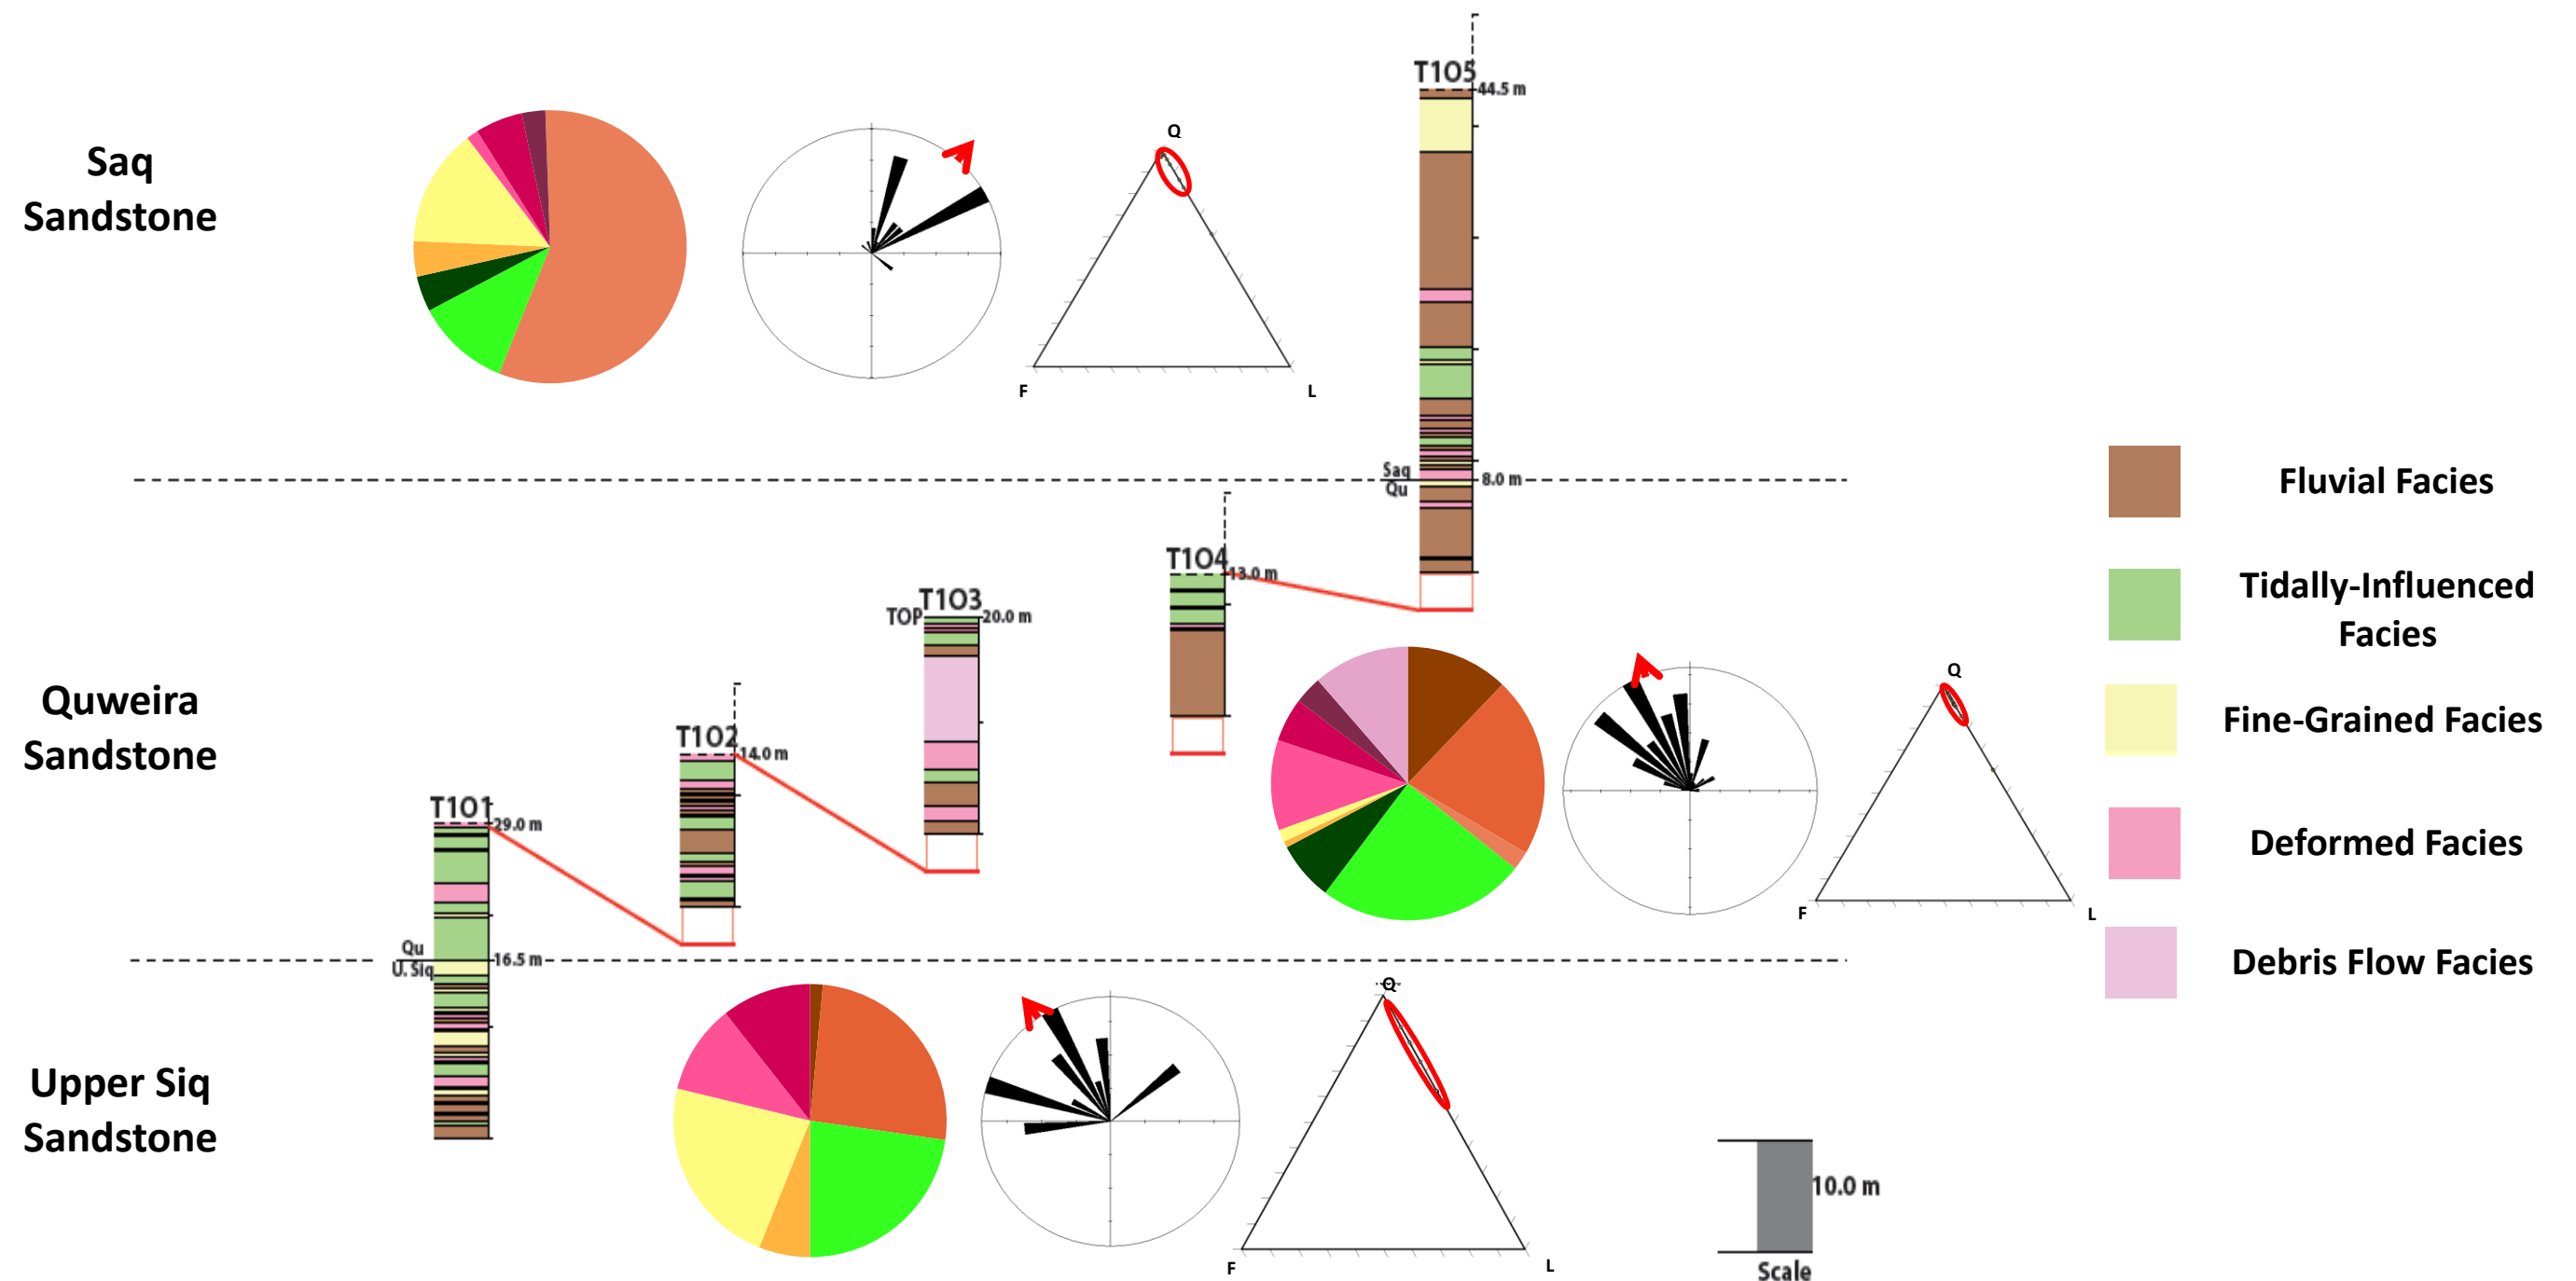 Saq
Sandstone
Q
F
L
T105
44.5 m
Saq
Qu
8.0 m
Quweira
Sandstone
T101
29.0 m
Qu
U. Siq
16.5 m
T102
14.0 m
T103
TOP
20.0 m
T104
13.0 m
Q
F
L
Upper Siq
Sandstone
Q
F
L
Fluvial Facies
Tidally-Influenced
Facies
Fine-Grained Facies
Deformed Facies
Debris Flow Facies
10.0 m
Scale